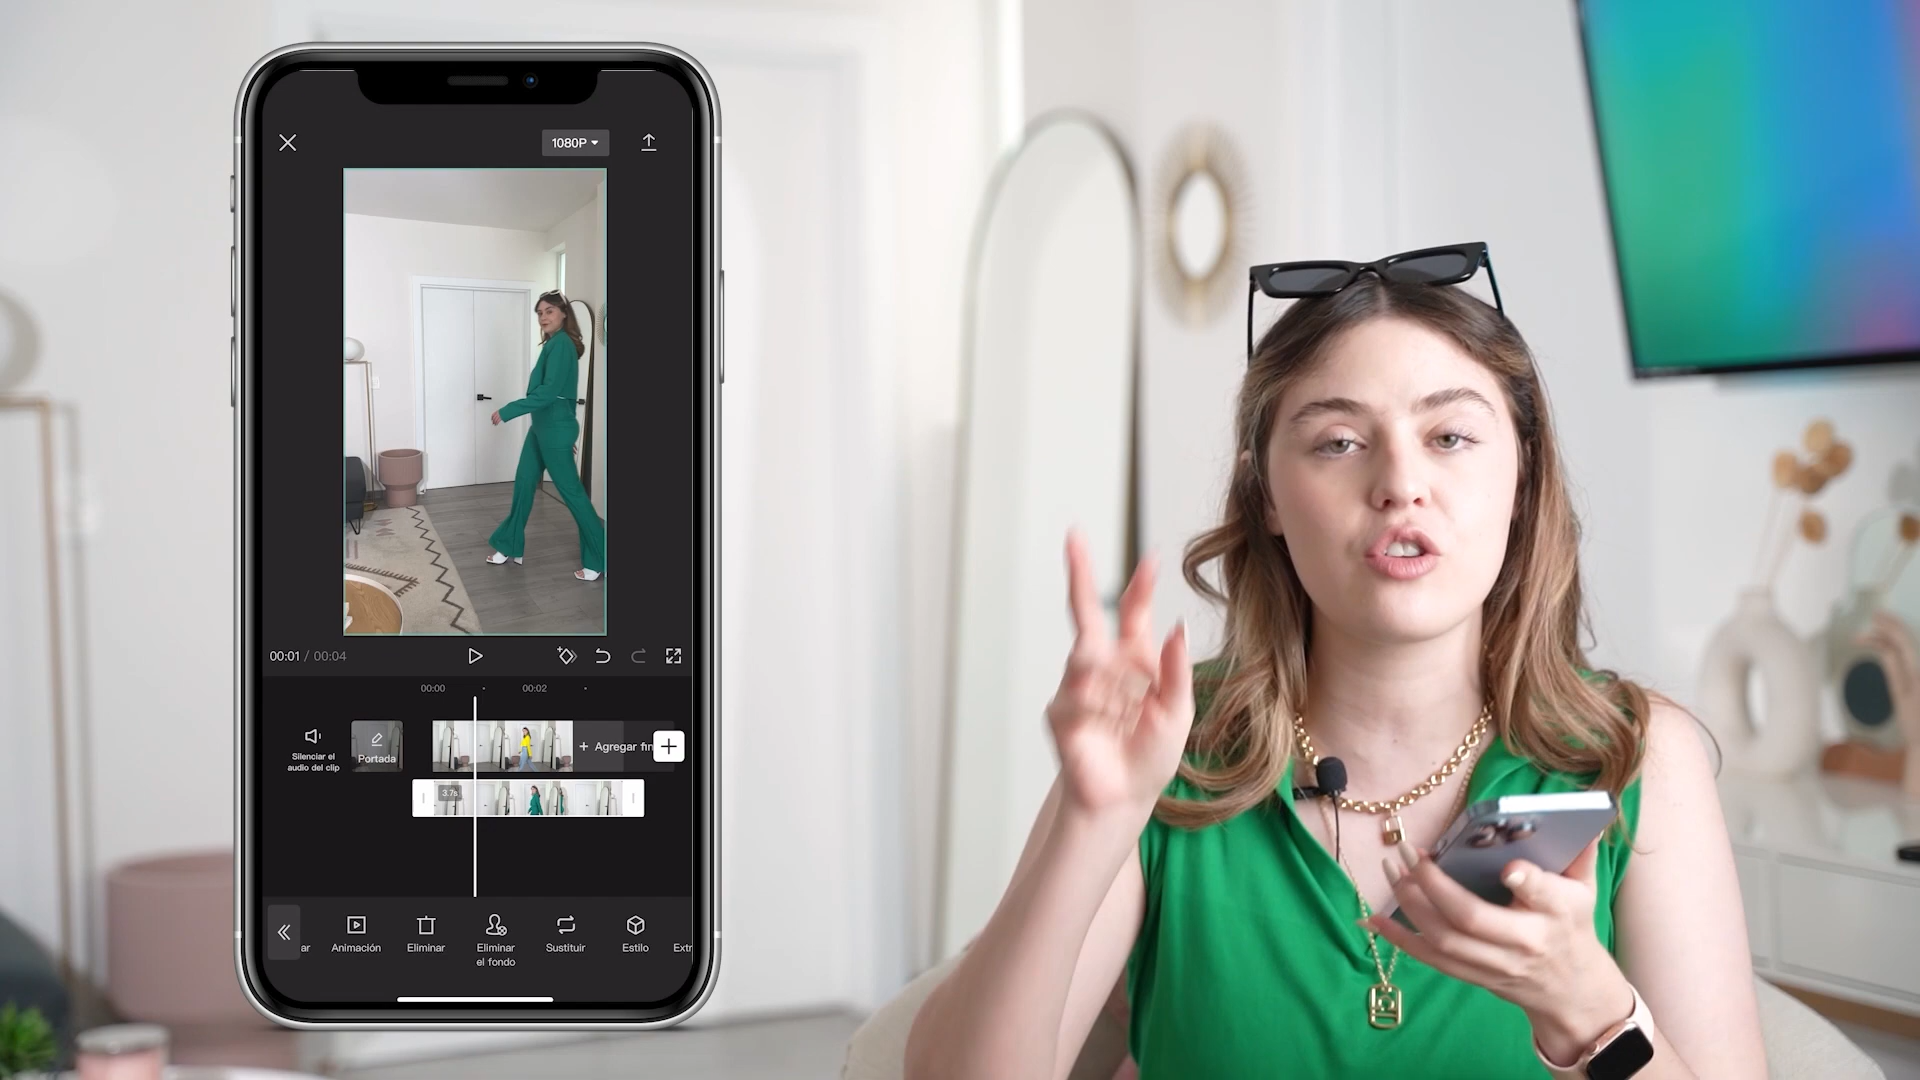 1080P
00:01 / 00:04
00:00
00:02
Silenciar el
audio del clip
Portada
+ Agregar fin
3.7s
ar
Animación
Eliminar
Eliminar
el fondo
Sustituir
Estilo
Extr